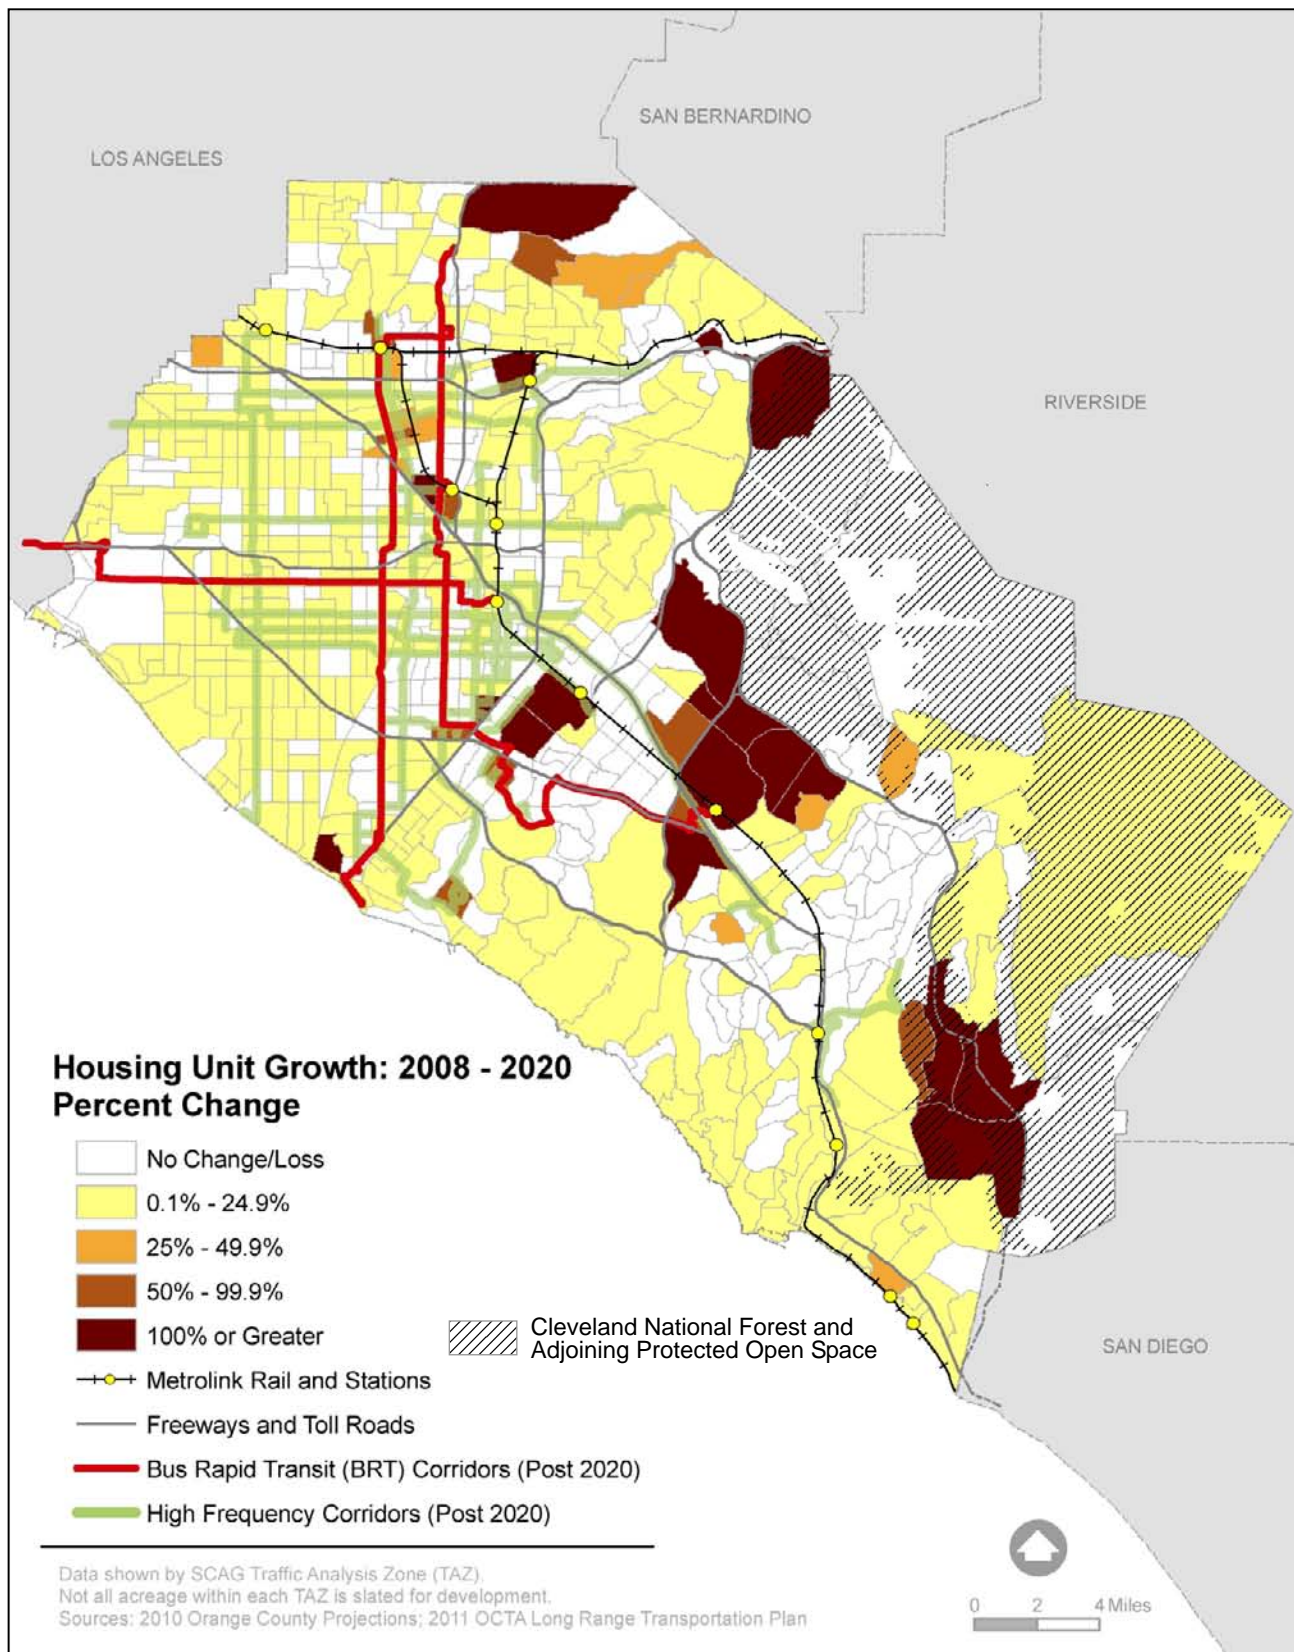 SAN BERNARDINO
LOS ANGELES
RIVERSIDE
Housing Unit Growth: 2008 - 2020
Percent Change
No Change/Loss
0.1% - 24.9%
25% - 49.9%
50% - 99.9%
100% or Greater
Cleveland National Forest and
Adjoining Protected Open Space
SAN DIEGO
Metrolink Rail and Stations
Freeways and Toll Roads
Bus Rapid Transit (BRT) Corridors (Post 2020)
High Frequency Corridors (Post 2020)
Data shown by SCAG Traffic Analysis Zone (TAZ).
Not all acreage within each TAZ is slated for development.
Sources: 2010 Orange County Projections; 2011 OCTA Long Range Transportation Plan
0 2 4 Miles